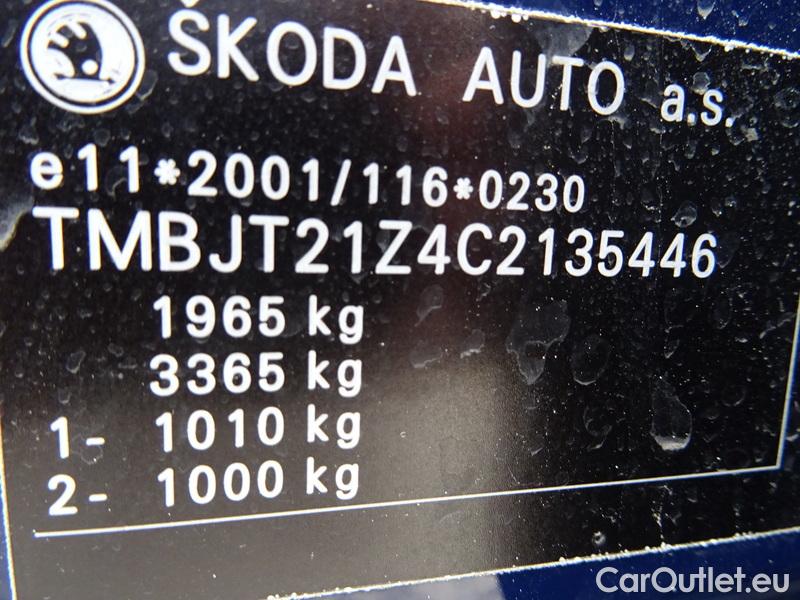 ŠKODA AUTO a.s.
e11*2001/116*0230
TMBJT21Z4C2135446
1965 kg
3365 kg
1- 1010 kg
2- 1000 kg
CarOutlet.eu